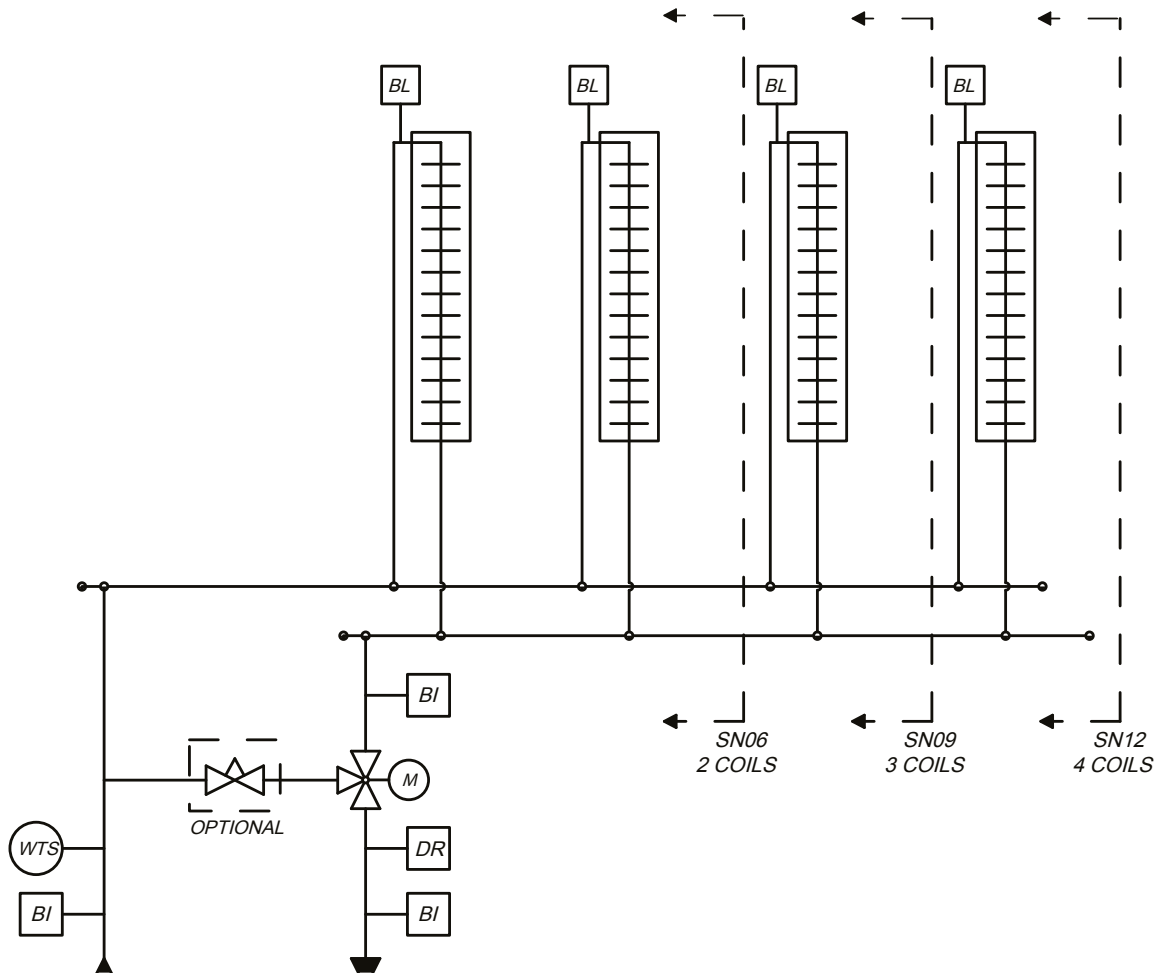 BL
BL
BL
BL
BI
SN06
2 COILS
SN09
3 COILS
SN12
4 COILS
M
OPTIONAL
WTS
DR
BI
BI